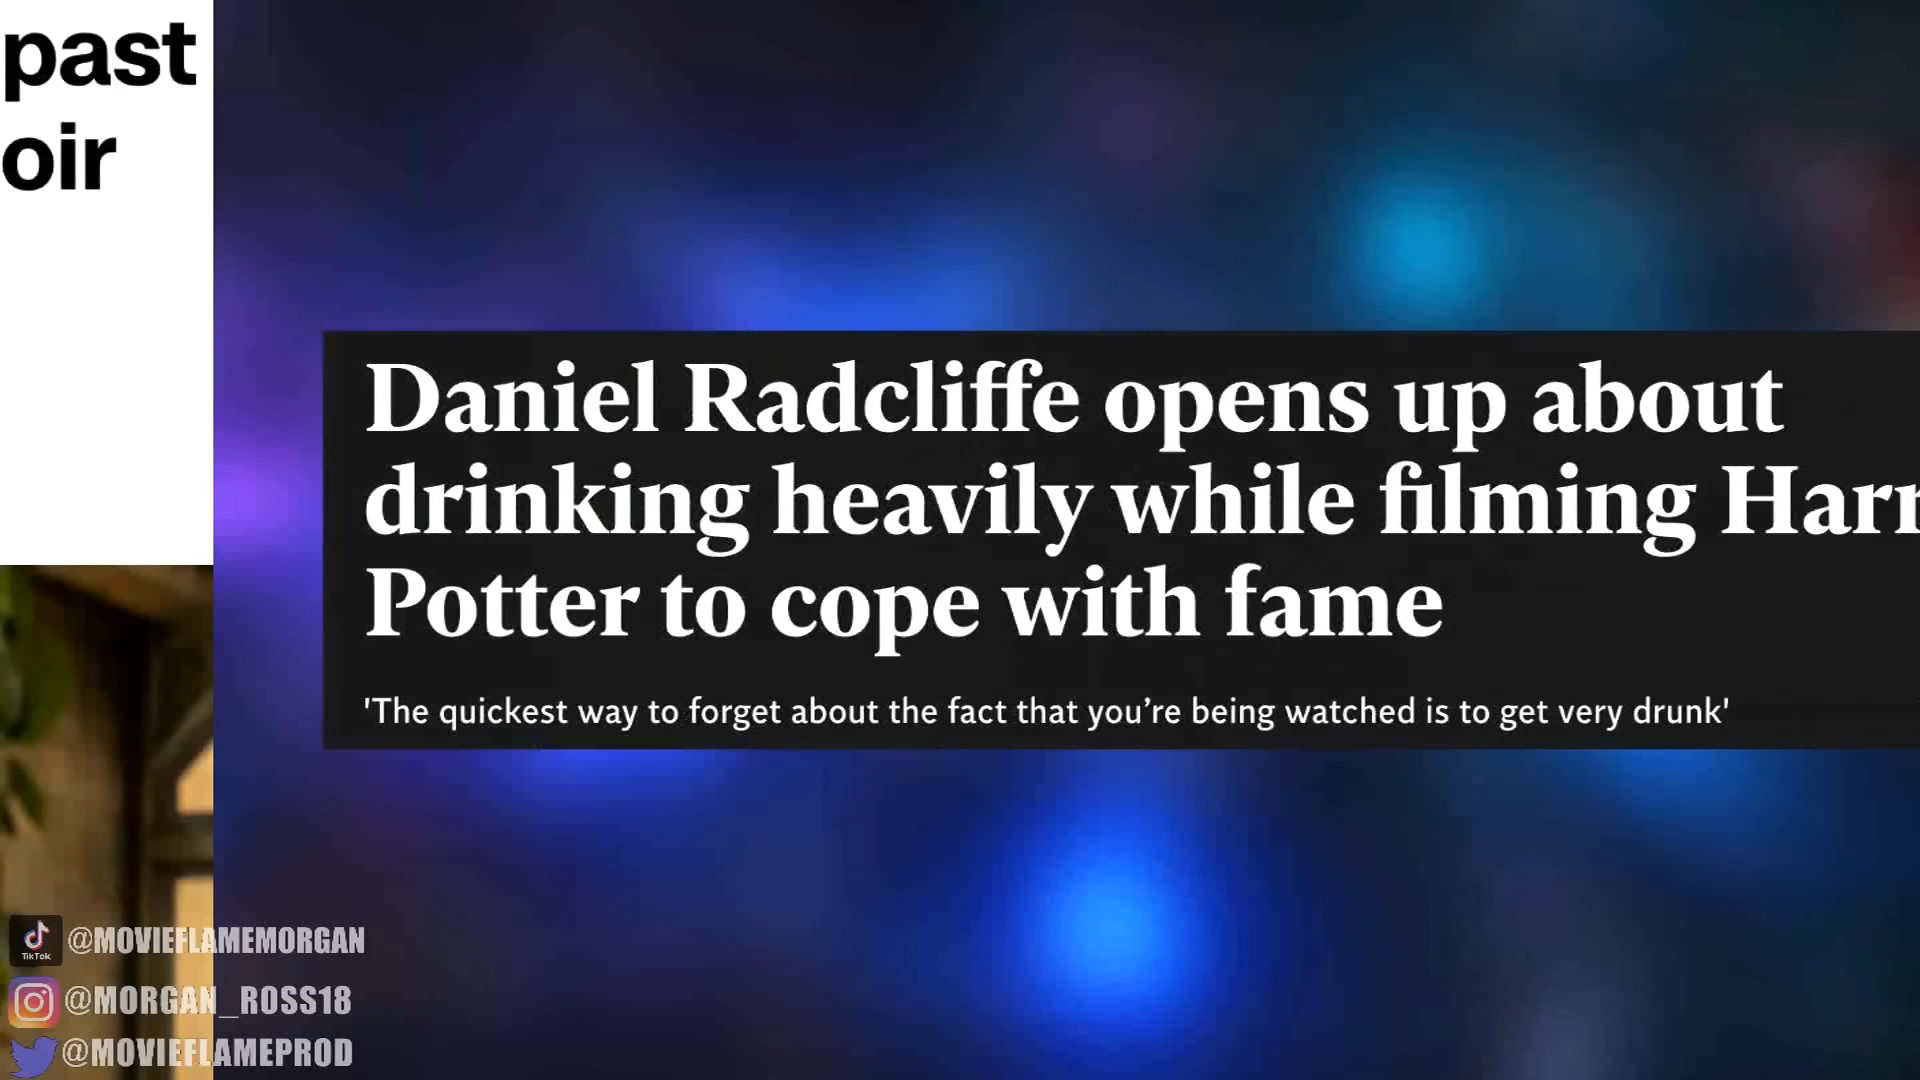 past
oir
Daniel Radcliffe opens up about
drinking heavily while filming Harr
Potter to cope with fame
'The quickest way to forget about the fact that you’re being watched is to get very drunk'
TikTok
@MOVIEFLAMEMORGAN
@MORGAN_ROSS18
@MOVIEFLAMEPROD